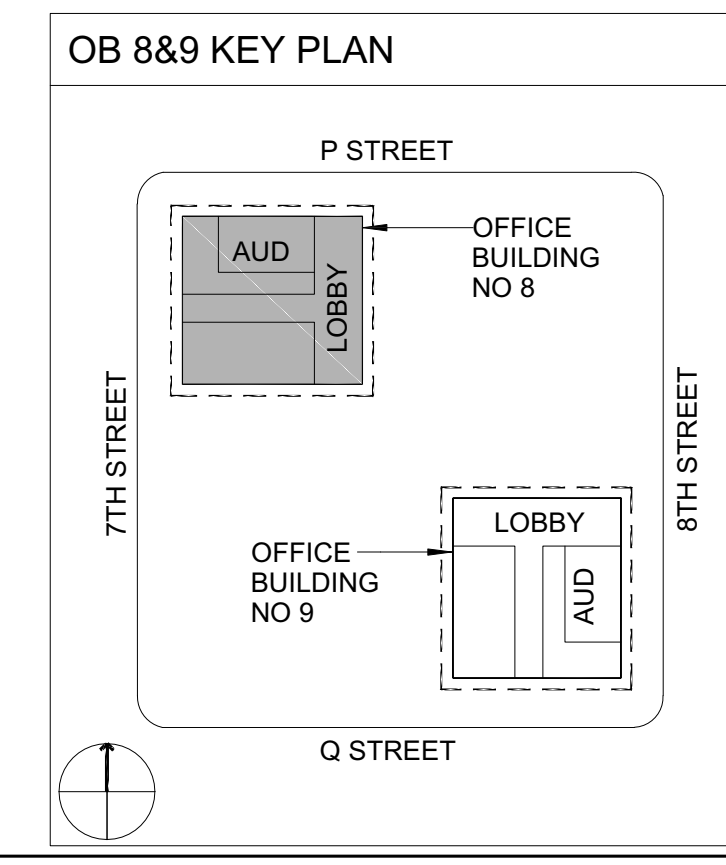 OB 8&9 KEY PLAN
P STREET
OFFICE
BUILDING
NO 8
AUD
LOBBY
7TH STREET
8TH STREET
LOBBY
OFFICE
BUILDING
NO 9
AUD
Q STREET